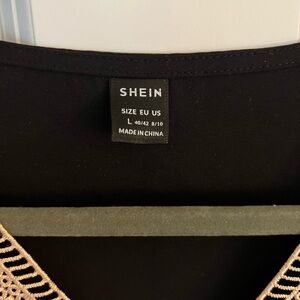 SHEIN
SIZE EU US
L 40/42 8/10
MADE IN CHINA